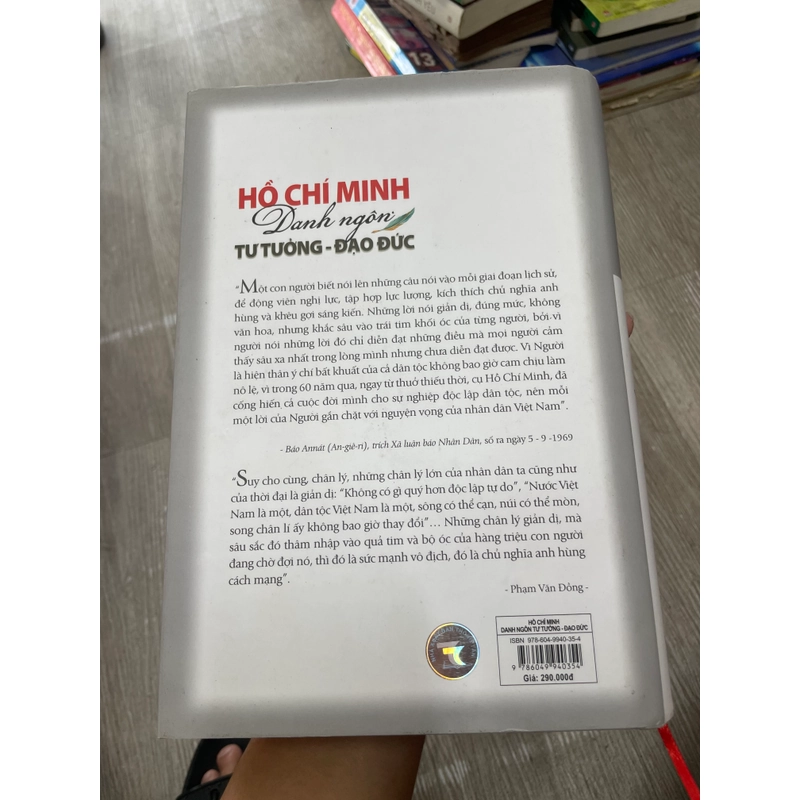 13
HỒ CHÍ MINH
Danh ngôn
TƯ TƯỞNG - ĐẠO ĐỨC
“Một con người biết nói lên những câu nói vào mỗi giai đoạn lịch sử,
để động viên nghị lực, tập hợp lực lượng, kích thích chủ nghĩa anh
hùng và khêu gợi sáng kiến. Những lời nói giản dị, đúng mức, không
văn hoa, nhưng khắc sâu vào trái tim khối óc của từng người, bởi vì
người nói những lời đó chỉ diễn đạt những điều mà mọi người cảm
thấy sâu xa nhất trong lòng mình nhưng chưa diễn đạt được. Vì Người
là hiện thân ý chí bất khuất của cả dân tộc không bao giờ cam chịu làm
nô lệ, vì trong 60 năm qua, ngay từ thuở thiếu thời, cụ Hồ Chí Minh, đã
cống hiến cả cuộc đời mình cho sự nghiệp độc lập dân tộc, nên mỗi
một lời của Người gắn chặt với nguyện vọng của nhân dân Việt Nam”.
- Báo Annát (An-giê-ri), trích Xã luận báo Nhân Dân, số ra ngày 5 - 9 -1969
“Suy cho cùng, chân lý, những chân lý lớn của nhân dân ta cũng như
của thời đại là giản dị: “Không có gì quý hơn độc lập tự do”, “Nước Việt
Nam là một, dân tộc Việt Nam là một, sông có thể cạn, núi có thể mòn,
song chân lí ấy không bao giờ thay đổi”... Những chân lý giản dị, mà
sâu sắc đó thâm nhập vào quả tim và bộ óc của hàng triệu con người
đang chờ đợi nó, thì đó là sức mạnh vô địch, đó là chủ nghĩa anh hùng
cách mạng”.
- Phạm Văn Đồng -
HỒ CHÍ MINH
DANH NGÔN TƯ TƯỞNG - ĐẠO ĐỨC
ISBN 978-604-9940-35-4
9 786049 940354
Giá: 290.000đ